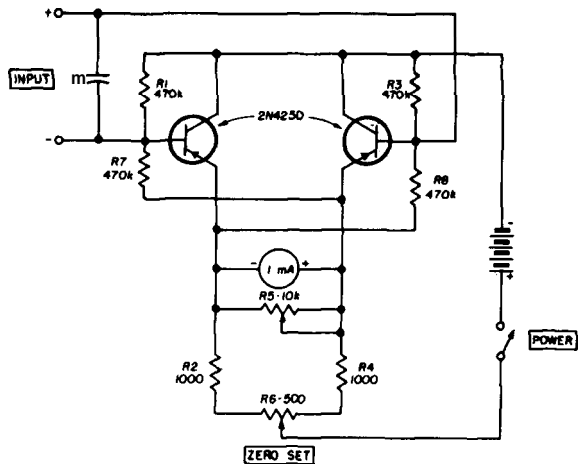 +
INPUT
m
-
R1
470k
2N4250
R3
470k
R7
470k
R8
470k
-
+
- 1 mA +
R5-10k
R2
1000
R4
1000
R6-500
POWER
ZERO SET